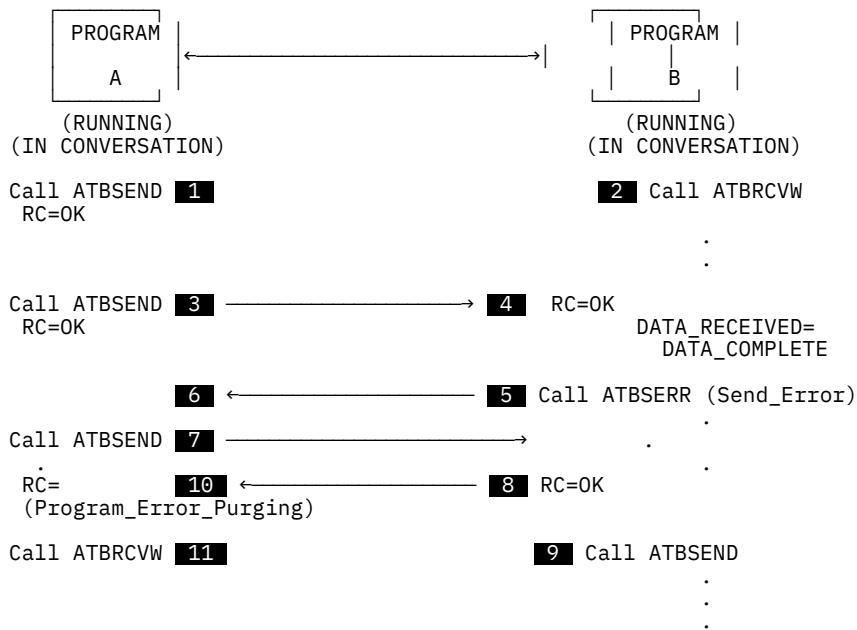 PROGRAM PROGRAM
A B
(RUNNING) (RUNNING)
(IN CONVERSATION) (IN CONVERSATION)
Call ATBSEND 1 2 Call ATBRCVW
RC=OK
.
.
Call ATBSEND 3 4 RC=OK
RC=OK DATA_RECEIVED=
DATA_COMPLETE
6 5 Call ATBSERR (Send_Error)
.
Call ATBSEND 7 .
. .
RC= 10 8 RC=OK
(Program_Error_Purging)
Call ATBRCVW 11 9 Call ATBSEND
.
.
.